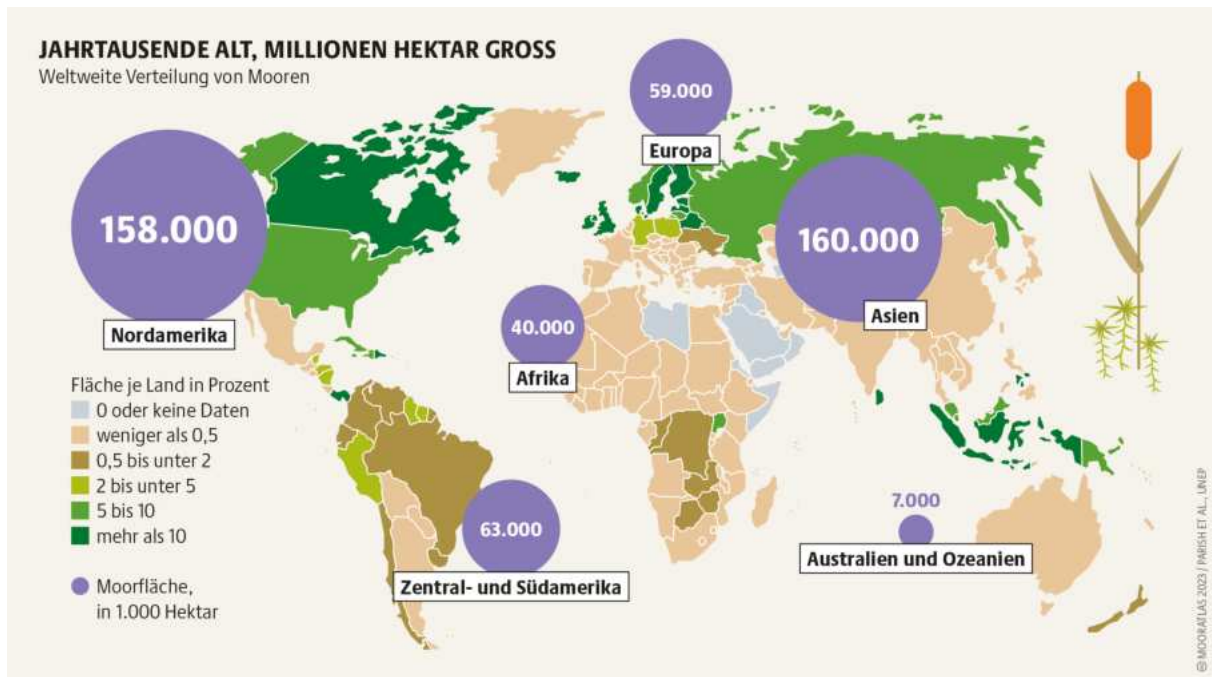 JAHRTAUSENDE ALT, MILLIONEN HEKTAR GROSS
Weltweite Verteilung von Mooren
59.000
Europa
158.000
Nordamerika
160.000
Asien
40.000
Afrika
Fläche je Land in Prozent
0 oder keine Daten
weniger als 0,5
0,5 bis unter 2
2 bis unter 5
5 bis 10
mehr als 10
63.000
Zentral- und Südamerika
7.000
Australien und Ozeanien
Moorfläche,
in 1.000 Hektar
© MOORATLAS 2023 / PARISH ET AL., UNEP